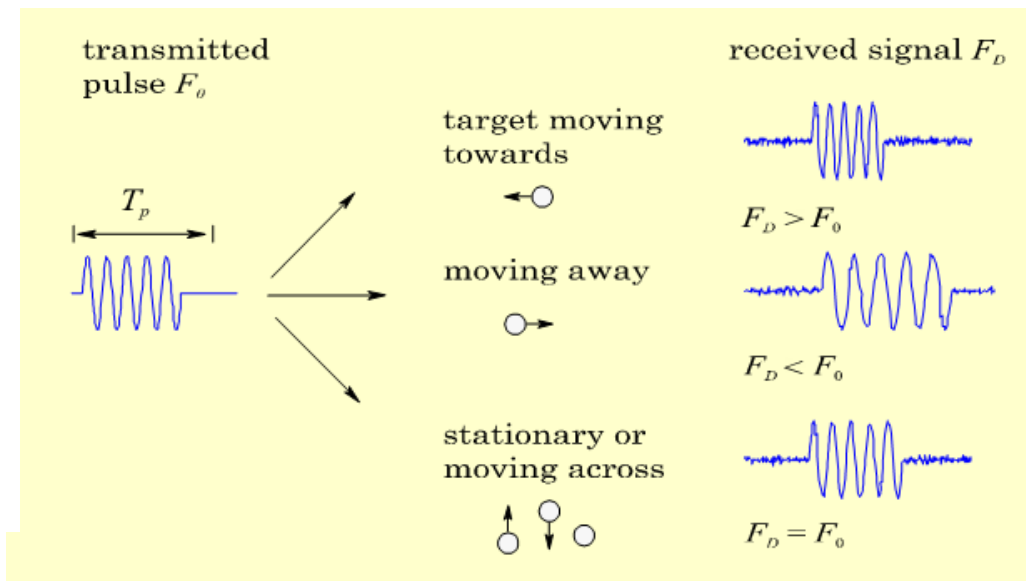 transmitted
pulse F₀
received signal F_D
T_p
target moving
towards
F_D > F₀
moving away
F_D < F₀
stationary or
moving across
F_D = F₀